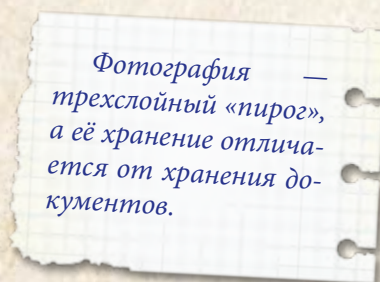 Фотография —
трехслойный «пирог»,
а её хранение отлича-
ется от хранения до-
кументов.